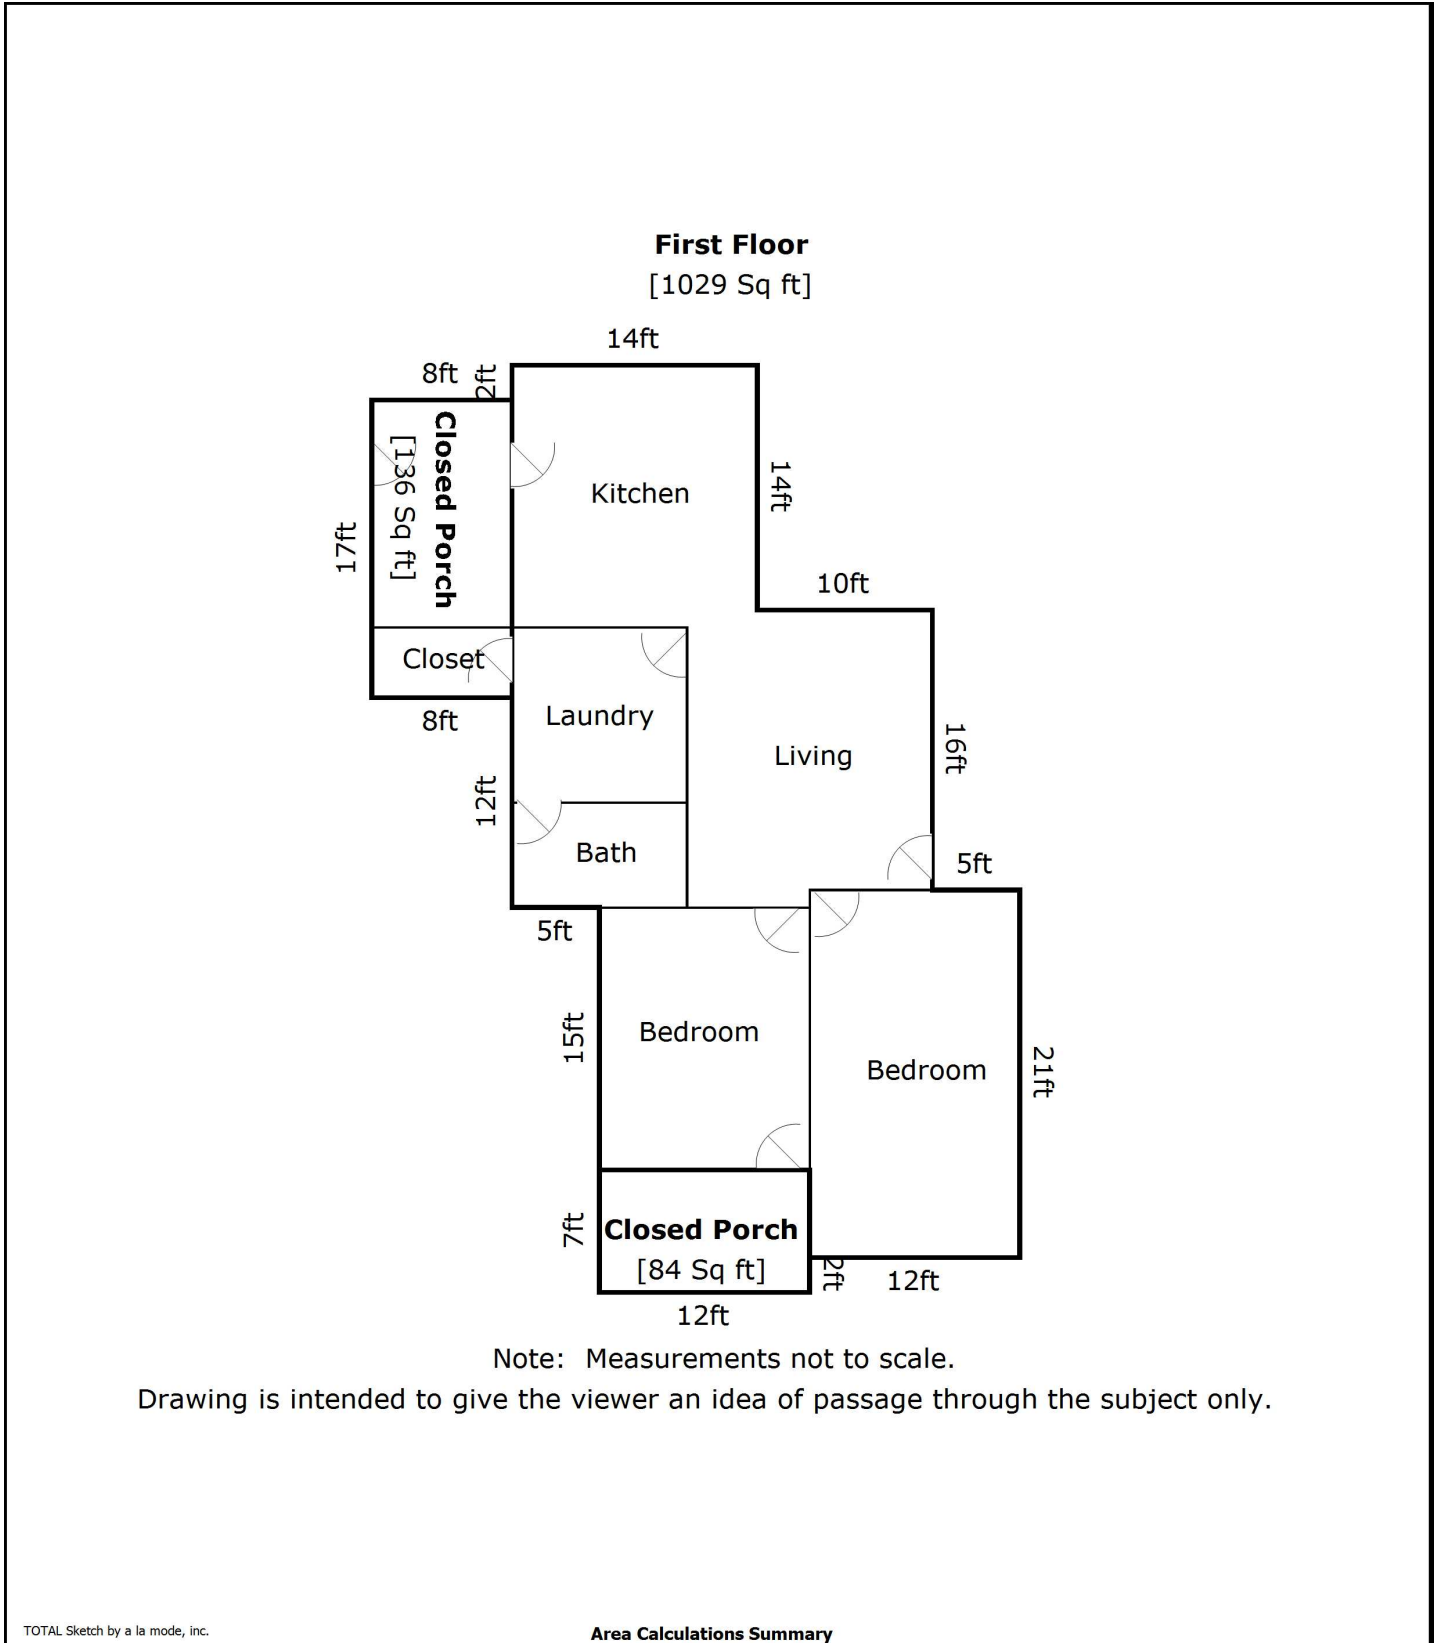 First Floor
[1029 Sq ft]
14ft
8ft
2ft
Closed Porch
[136 Sq ft]
17ft
Kitchen
14ft
10ft
Closet
8ft
Laundry
Living
16ft
12ft
Bath
5ft
5ft
15ft
Bedroom
Bedroom
21ft
7ft
Closed Porch
[84 Sq ft]
2ft
12ft
12ft
Note: Measurements not to scale.
Drawing is intended to give the viewer an idea of passage through the subject only.
TOTAL Sketch by a la mode, inc.
Area Calculations Summary